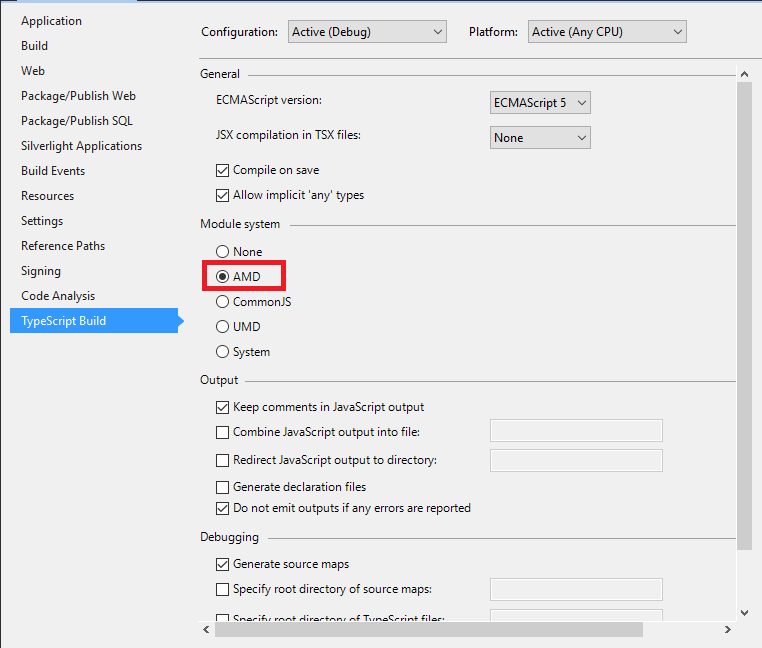 Application
Build
Web
Package/Publish Web
Package/Publish SQL
Silverlight Applications
Build Events
Resources
Settings
Reference Paths
Signing
Code Analysis
TypeScript Build
Configuration: Active (Debug) Platform: Active (Any CPU)
General
ECMAScript version: ECMAScript 5
JSX compilation in TSX files: None
Compile on save
Allow implicit 'any' types
Module system
None
AMD
CommonJS
UMD
System
Output
Keep comments in JavaScript output
Combine JavaScript output into file:
Redirect JavaScript output to directory:
Generate declaration files
Do not emit outputs if any errors are reported
Debugging
Generate source maps
Specify root directory of source maps:
Specify root directory of TypeScript files: